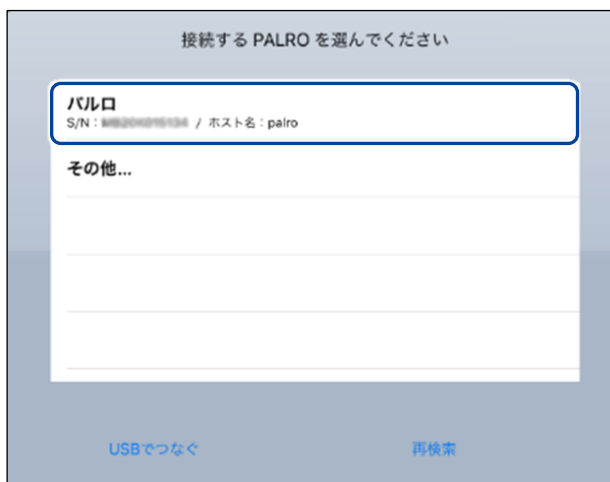 接続する PALRO を選んでください
パルロ
S/N: / ホスト名:palro
その他...
USBでつなぐ
再検索